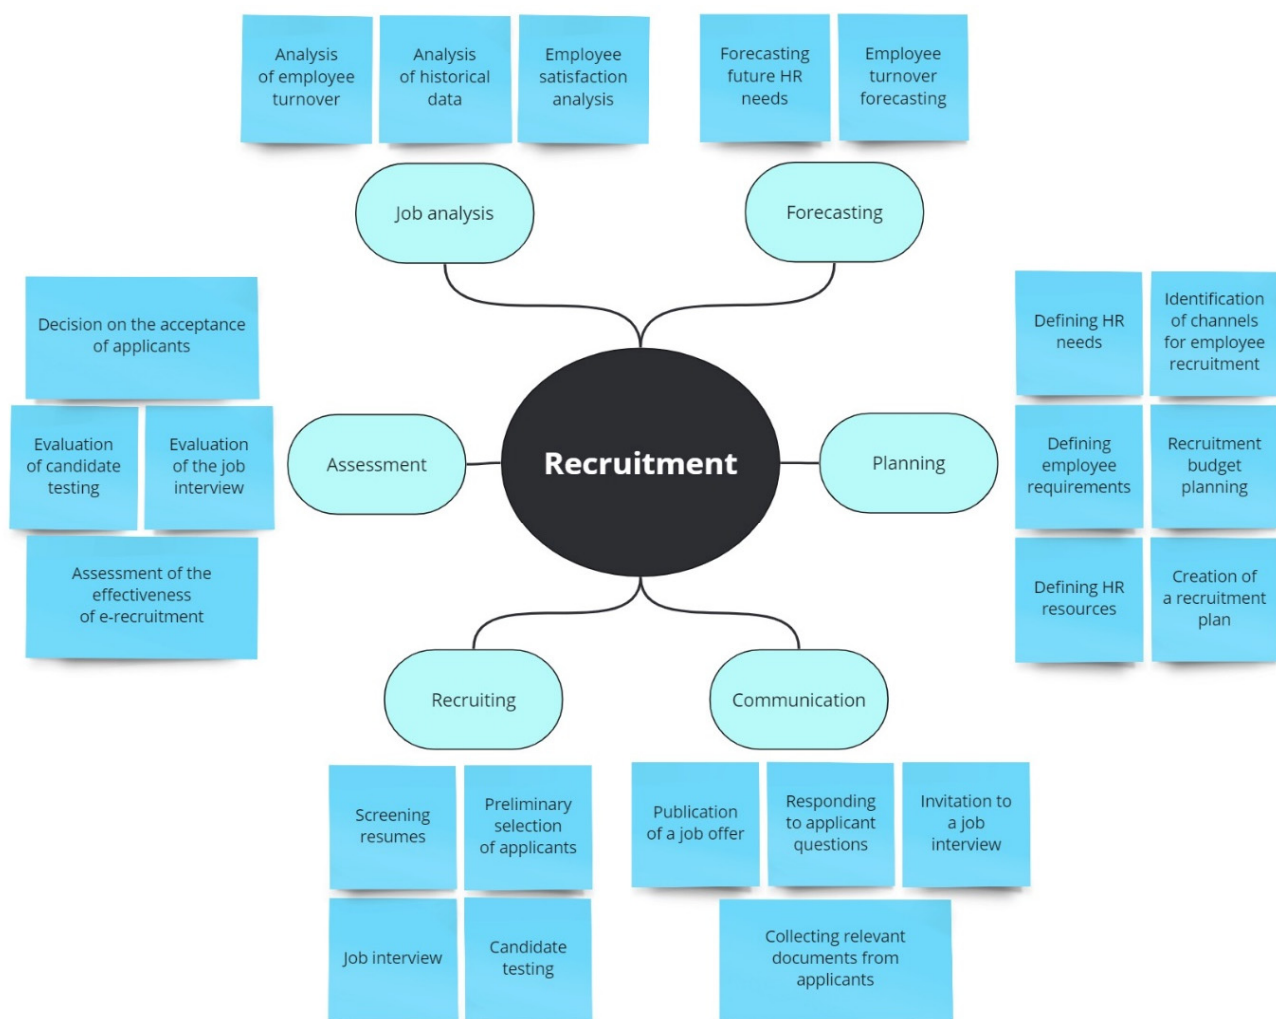 Analysis
of employee
turnover
Analysis
of historical
data
Employee
satisfaction
analysis
Forecasting
future HR
needs
Employee
turnover
forecasting
Job analysis
Forecasting
Decision on the acceptance
of applicants
Evaluation
of candidate
testing
Evaluation
of the job
interview
Assessment of the
effectiveness
of e-recruitment
Assessment
Recruitment
Planning
Defining HR
needs
Identification
of channels
for employee
recruitment
Defining
employee
requirements
Recruitment
budget
planning
Defining HR
resources
Creation of
a recruitment
plan
Recruiting
Communication
Screening
resumes
Preliminary
selection
of applicants
Job interview
Candidate
testing
Publication
of a job offer
Responding
to applicant
questions
Invitation to
a job
interview
Collecting relevant
documents from
applicants